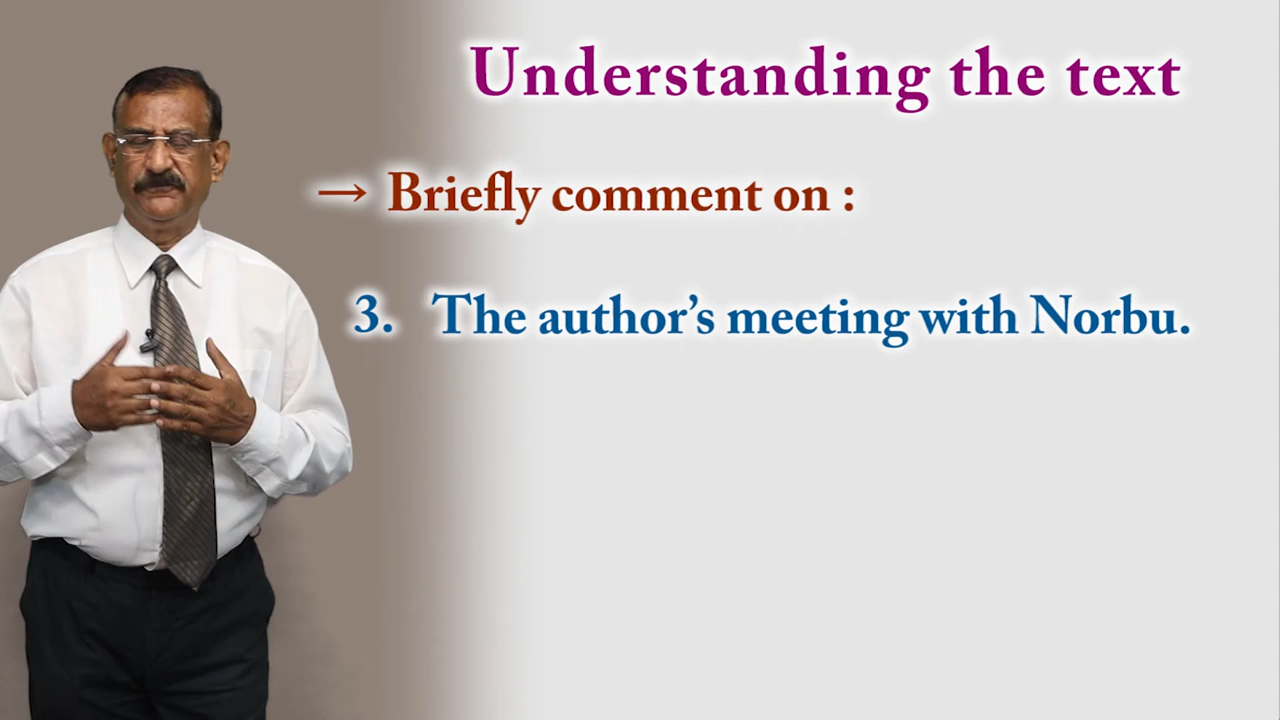 Understanding the text
→ Briefly comment on :
3. The author's meeting with Norbu.